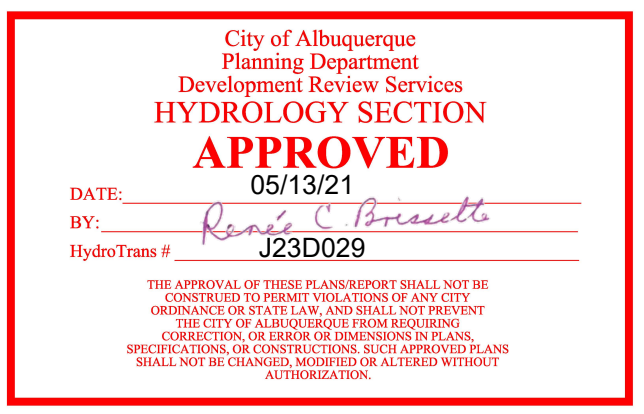 City of Albuquerque
Planning Department
Development Review Services
HYDROLOGY SECTION
APPROVED
DATE: 05/13/21
BY: Renée C. Brissette
HydroTrans # J23D029
THE APPROVAL OF THESE PLANS/REPORT SHALL NOT BE
CONSTRUED TO PERMIT VIOLATIONS OF ANY CITY
ORDINANCE OR STATE LAW, AND SHALL NOT PREVENT
THE CITY OF ALBUQUERQUE FROM REQUIRING
CORRECTION, OR ERROR OR DIMENSIONS IN PLANS,
SPECIFICATIONS, OR CONSTRUCTIONS. SUCH APPROVED PLANS
SHALL NOT BE CHANGED, MODIFIED OR ALTERED WITHOUT
AUTHORIZATION.